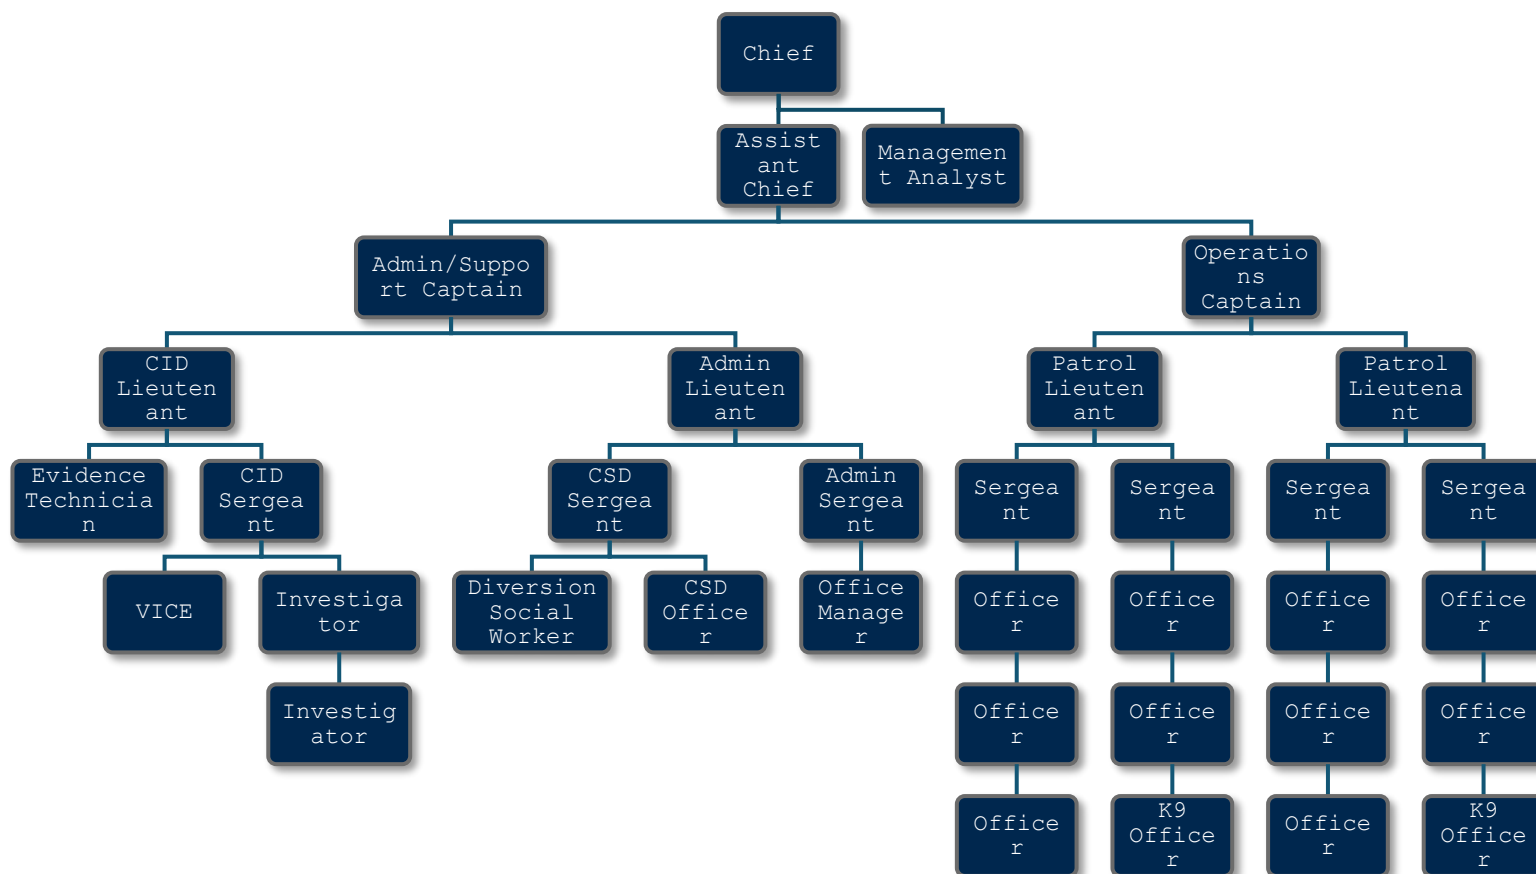 Chief
Assist
ant
Chief
Managemen
t Analyst
Admin/Suppo
rt Captain
Operatio
ns
Captain
CID
Lieuten
ant
Admin
Lieuten
ant
Patrol
Lieuten
ant
Patrol
Lieutena
nt
Evidence
Technicia
n
CID
Sergea
nt
CSD
Sergea
nt
Admin
Sergea
nt
Sergea
nt
Sergea
nt
Sergea
nt
Sergea
nt
VICE
Investiga
tor
Diversion
Social
Worker
CSD
Office
r
Office
Manage
r
Office
r
Office
r
Office
r
Office
r
Investig
ator
Office
r
Office
r
Office
r
Office
r
Office
r
K9
Office
r
Office
r
K9
Office
r